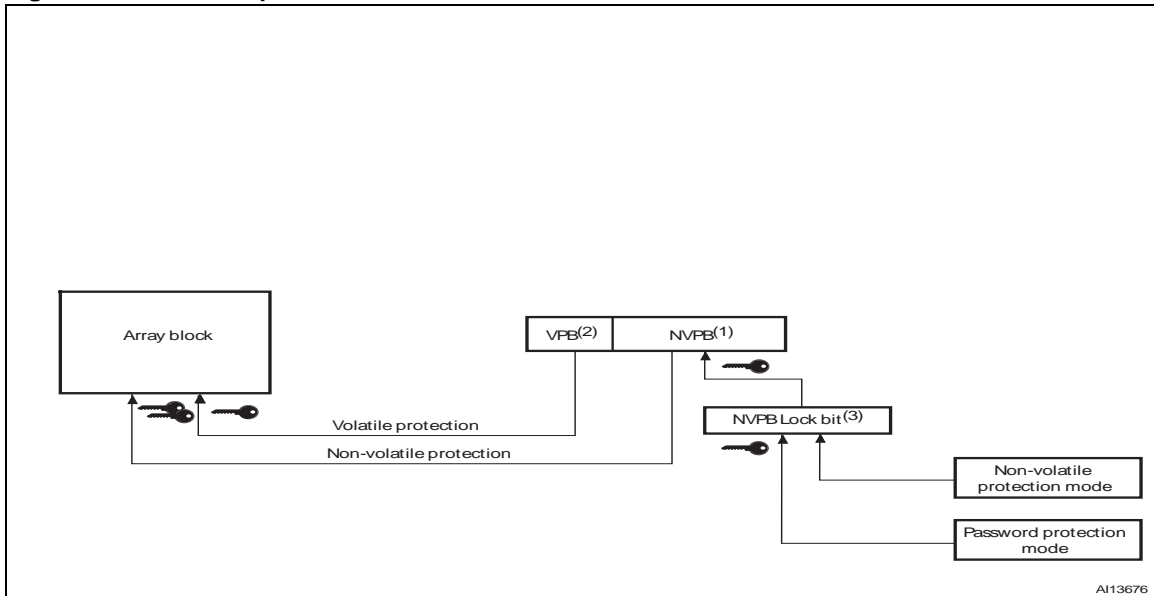 Array block
VPB(2)
NVPB(1)
NVPB Lock bit(3)
Volatile protection
Non-volatile protection
Non-volatile
protection mode
Password protection
mode
AI13676